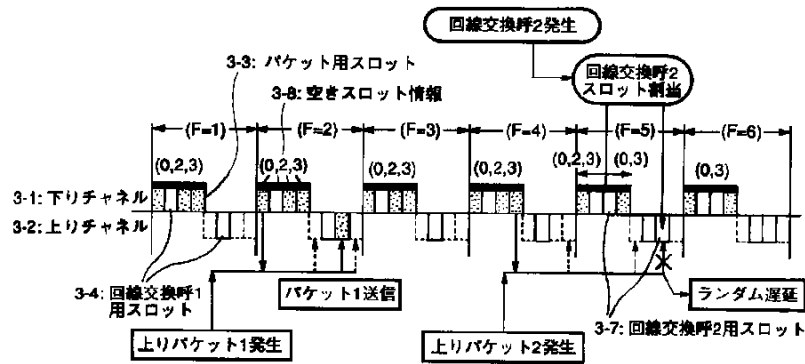 回線交換呼2発生
回線交換呼2
スロット割当
3-3: パケット用スロット
3-8: 空きスロット情報
(F=1)
(F=2)
(F=3)
(F=4)
(F=5)
(F=6)
(0,2,3)
(0,2,3)
(0,2,3)
(0,2,3)
(0,2,3)
(0,3)
(0,3)
3-1: 下りチャネル
3-2: 上りチャネル
3-4: 回線交換呼1
用スロット
パケット1送信
ランダム遅延
3-7: 回線交換呼2用スロット
上りパケット1発生
上りパケット2発生